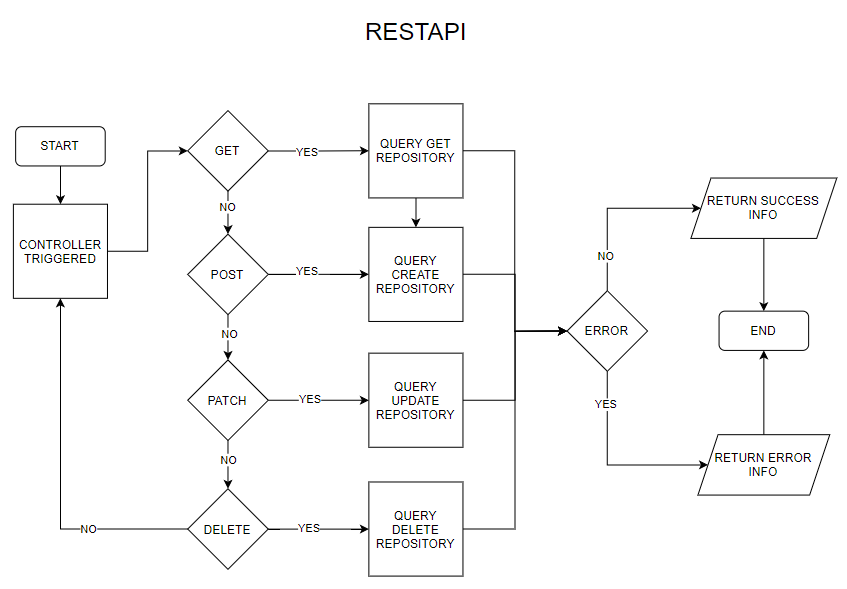 RESTAPI
START
CONTROLLER
TRIGGERED
GET
YES
QUERY GET
REPOSITORY
NO
POST
YES
QUERY
CREATE
REPOSITORY
NO
PATCH
YES
QUERY
UPDATE
REPOSITORY
NO
DELETE
YES
QUERY
DELETE
REPOSITORY
NO
ERROR
NO
RETURN SUCCESS
INFO
YES
RETURN ERROR
INFO
END